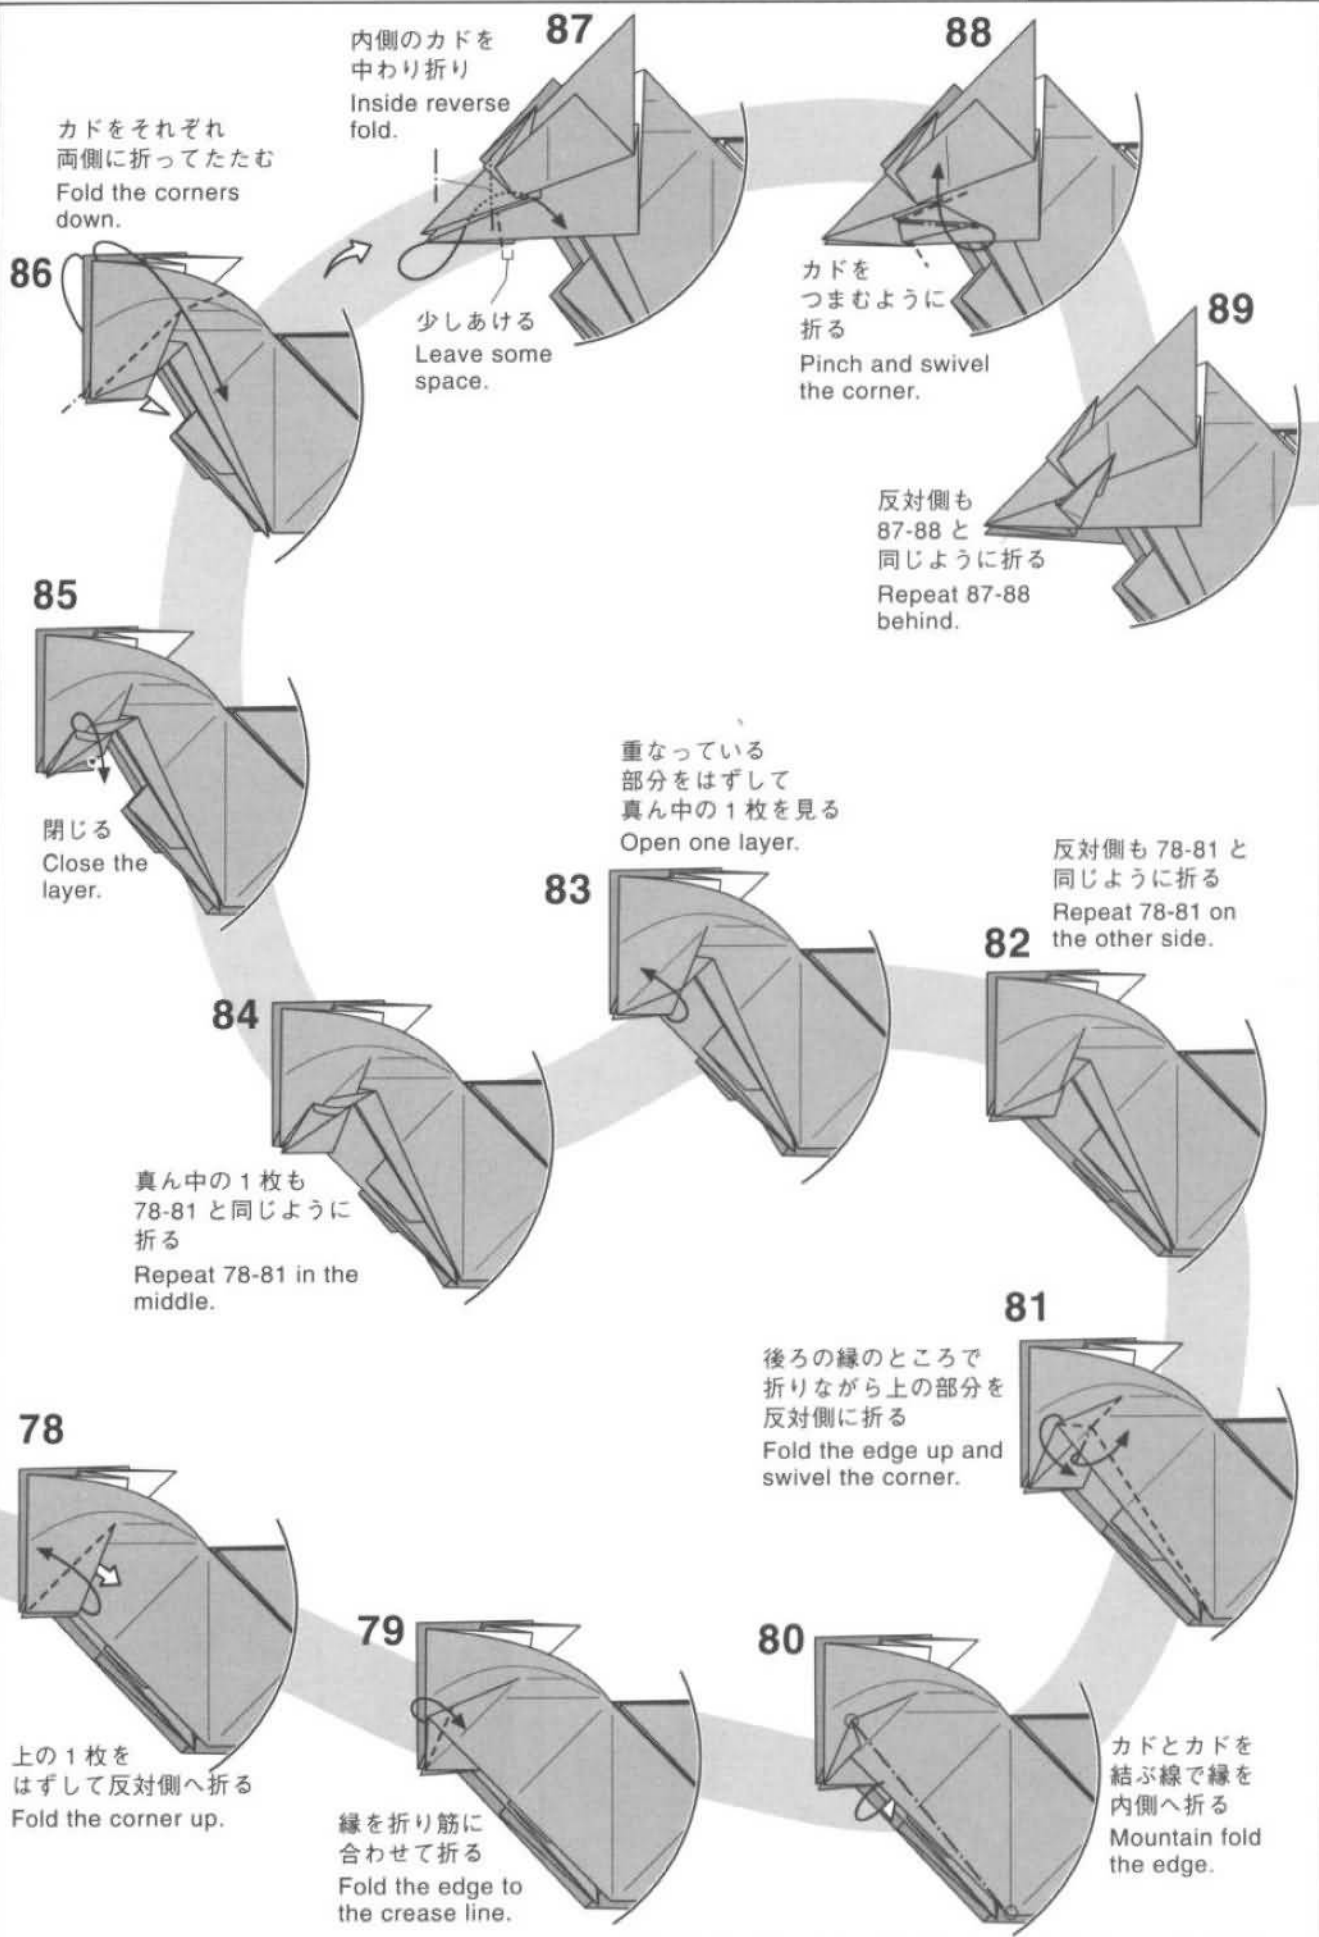 78
上の1枚を
はずして反対側へ折る
Fold the corner up.
79
縁を折り筋に
合わせて折る
Fold the edge to
the crease line.
80
カドとカドを
結ぶ線で縁を
内側へ折る
Mountain fold
the edge.
81
後ろの縁のところで
折りながら上の部分を
反対側に折る
Fold the edge up and
swivel the corner.
82
反対側も 78-81 と
同じように折る
Repeat 78-81 on
the other side.
83
重なっている
部分をはずして
真ん中の1枚を見る
Open one layer.
84
真ん中の1枚も
78-81 と同じように
折る
Repeat 78-81 in the
middle.
85
閉じる
Close the
layer.
86
カドをそれぞれ
両側に折ってたたむ
Fold the corners
down.
87
内側のカドを
中わり折り
Inside reverse
fold.
少しあける
Leave some
space.
88
カドを
つまむように
折る
Pinch and swivel
the corner.
89
反対側も
87-88 と
同じように折る
Repeat 87-88
behind.